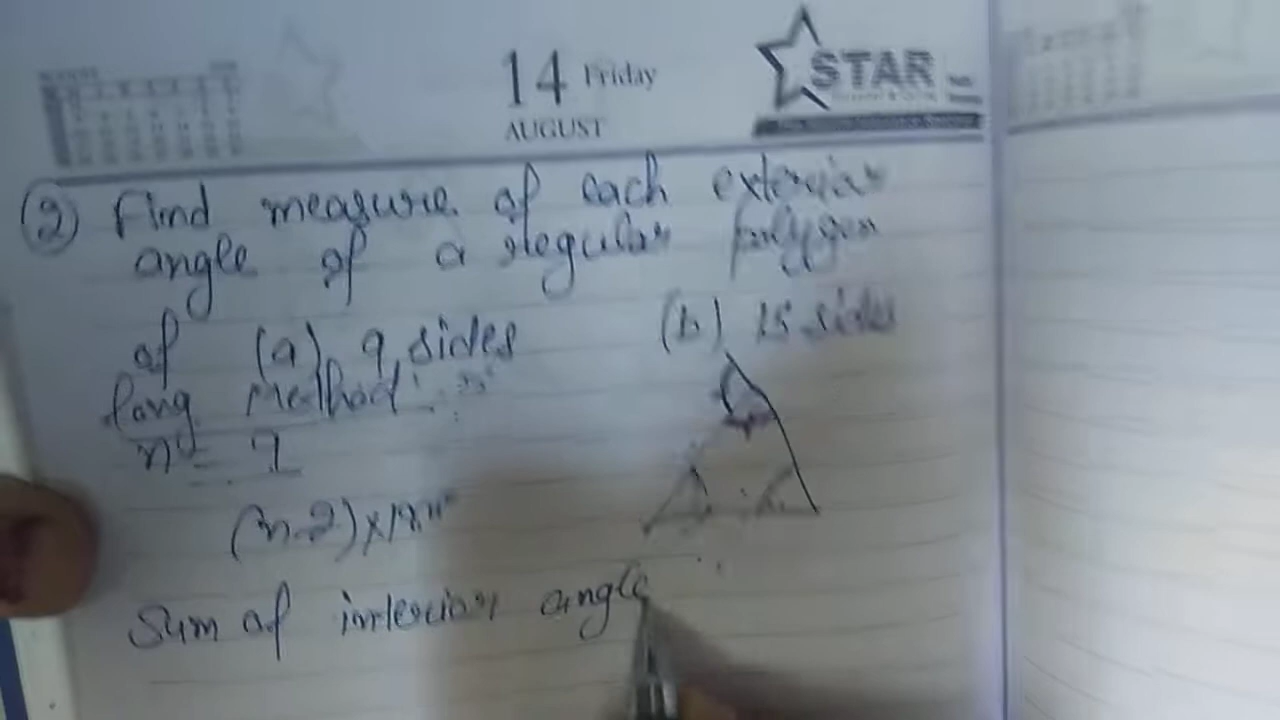 14 Friday
AUGUST
STAR
(2) Find measure of each exterior
angle of a regular polygon
of (a) 9 sides (b) 15 sides
long method:
n = 9
(n-2)×180°
Sum of interior angle